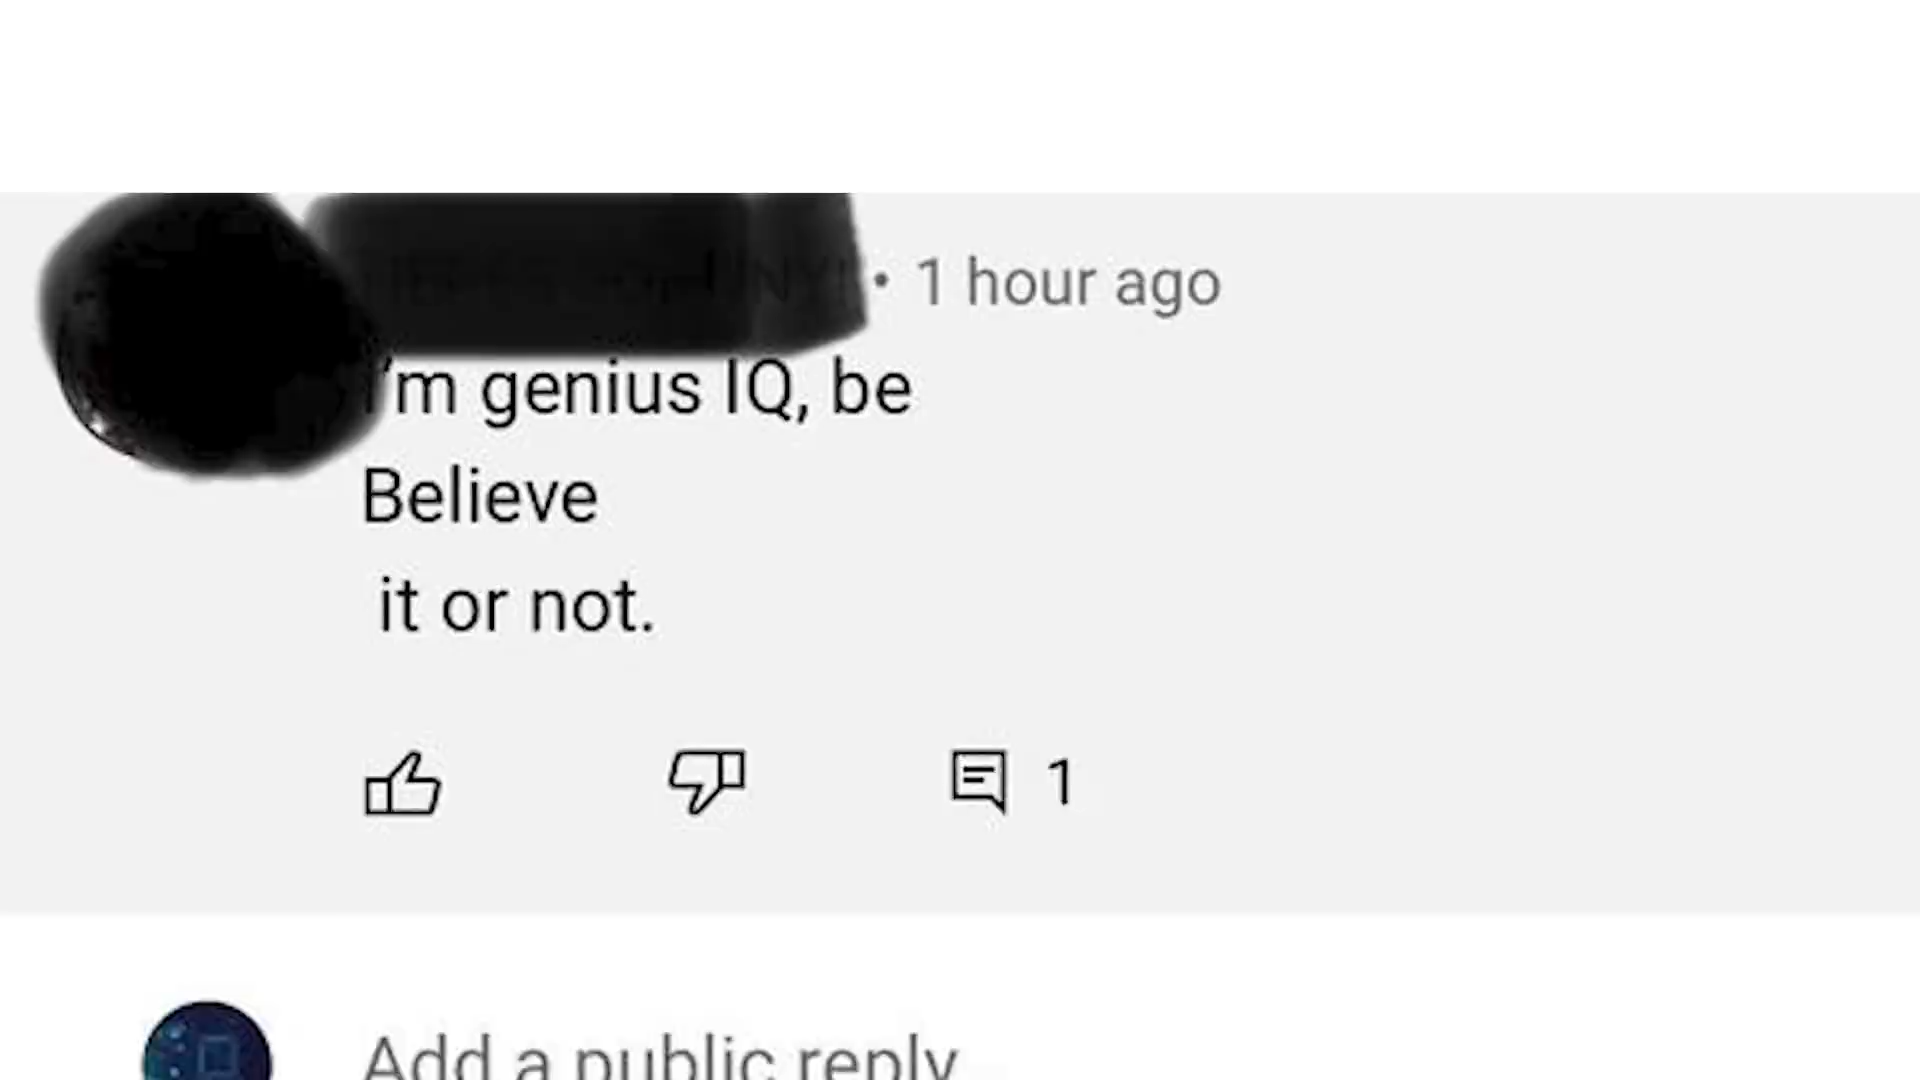 • 1 hour ago
I'm genius IQ, be
Believe
it or not.
1
Add a public reply